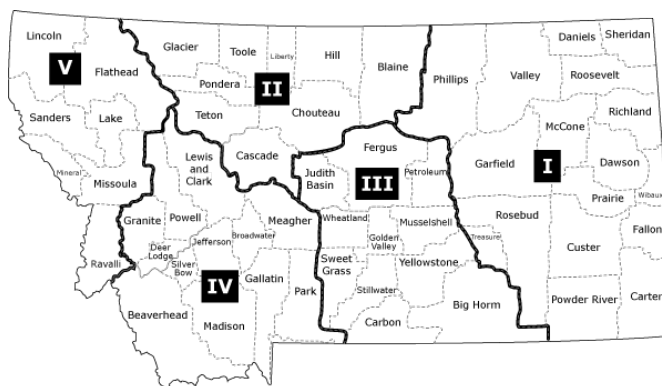 Lincoln
Glacier
Toole
Liberty
Hill
Blaine
Daniels
Sheridan
V
Flathead
Pondera
II
Phillips
Valley
Roosevelt
Sanders
Lake
Teton
Chouteau
Richland
McCone
Mineral
Missoula
Lewis
and
Clark
Cascade
Judith
Basin
Fergus
III
Petroleum
Garfield
I
Dawson
Prairie
Wibaux
Granite
Powell
Meagher
Wheatland
Musselshell
Rosebud
Fallon
Ravalli
Deer
Lodge
Jefferson
Broadwater
Golden
Valley
Treasure
Custer
Silver
Bow
IV
Gallatin
Park
Sweet
Grass
Stillwater
Yellowstone
Big Horm
Powder River
Carter
Beaverhead
Madison
Carbon